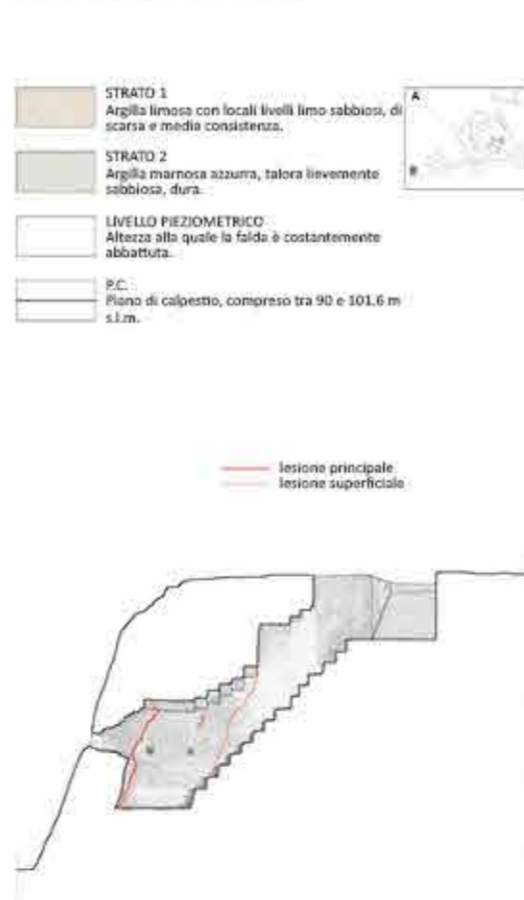 STRATO 1
Argilla limosa con locali livelli limo sabbiosi, di
scarsa e media consistenza.
STRATO 2
Argilla marnosa azzurra, talora lievemente
sabbiosa, dura.
LIVELLO PIEZIOMETRICO
Altezza alla quale la falda è costantemente
abbattuta.
P.C.
Piano di calpestio, compreso tra 90 e 101.6 m
s.l.m.
A
lesione principale
lesione superficiale